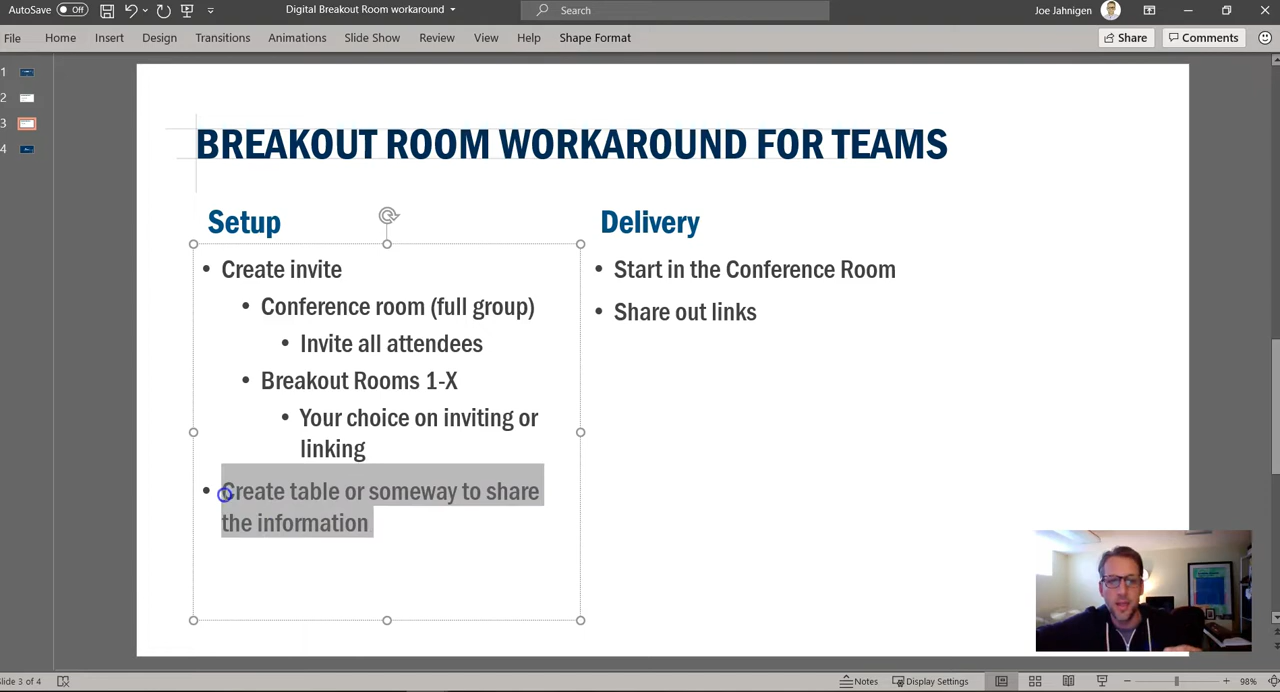 AutoSave Off Digital Breakout Room workaround Search Joe Jahnigen
File Home Insert Design Transitions Animations Slide Show Review View Help Shape Format Share Comments
1
2
3
4
BREAKOUT ROOM WORKAROUND FOR TEAMS
Setup
• Create invite
• Conference room (full group)
• Invite all attendees
• Breakout Rooms 1-X
• Your choice on inviting or
linking
• Create table or someway to share
the information
Delivery
• Start in the Conference Room
• Share out links
Slide 3 of 4 Notes Display Settings 98%